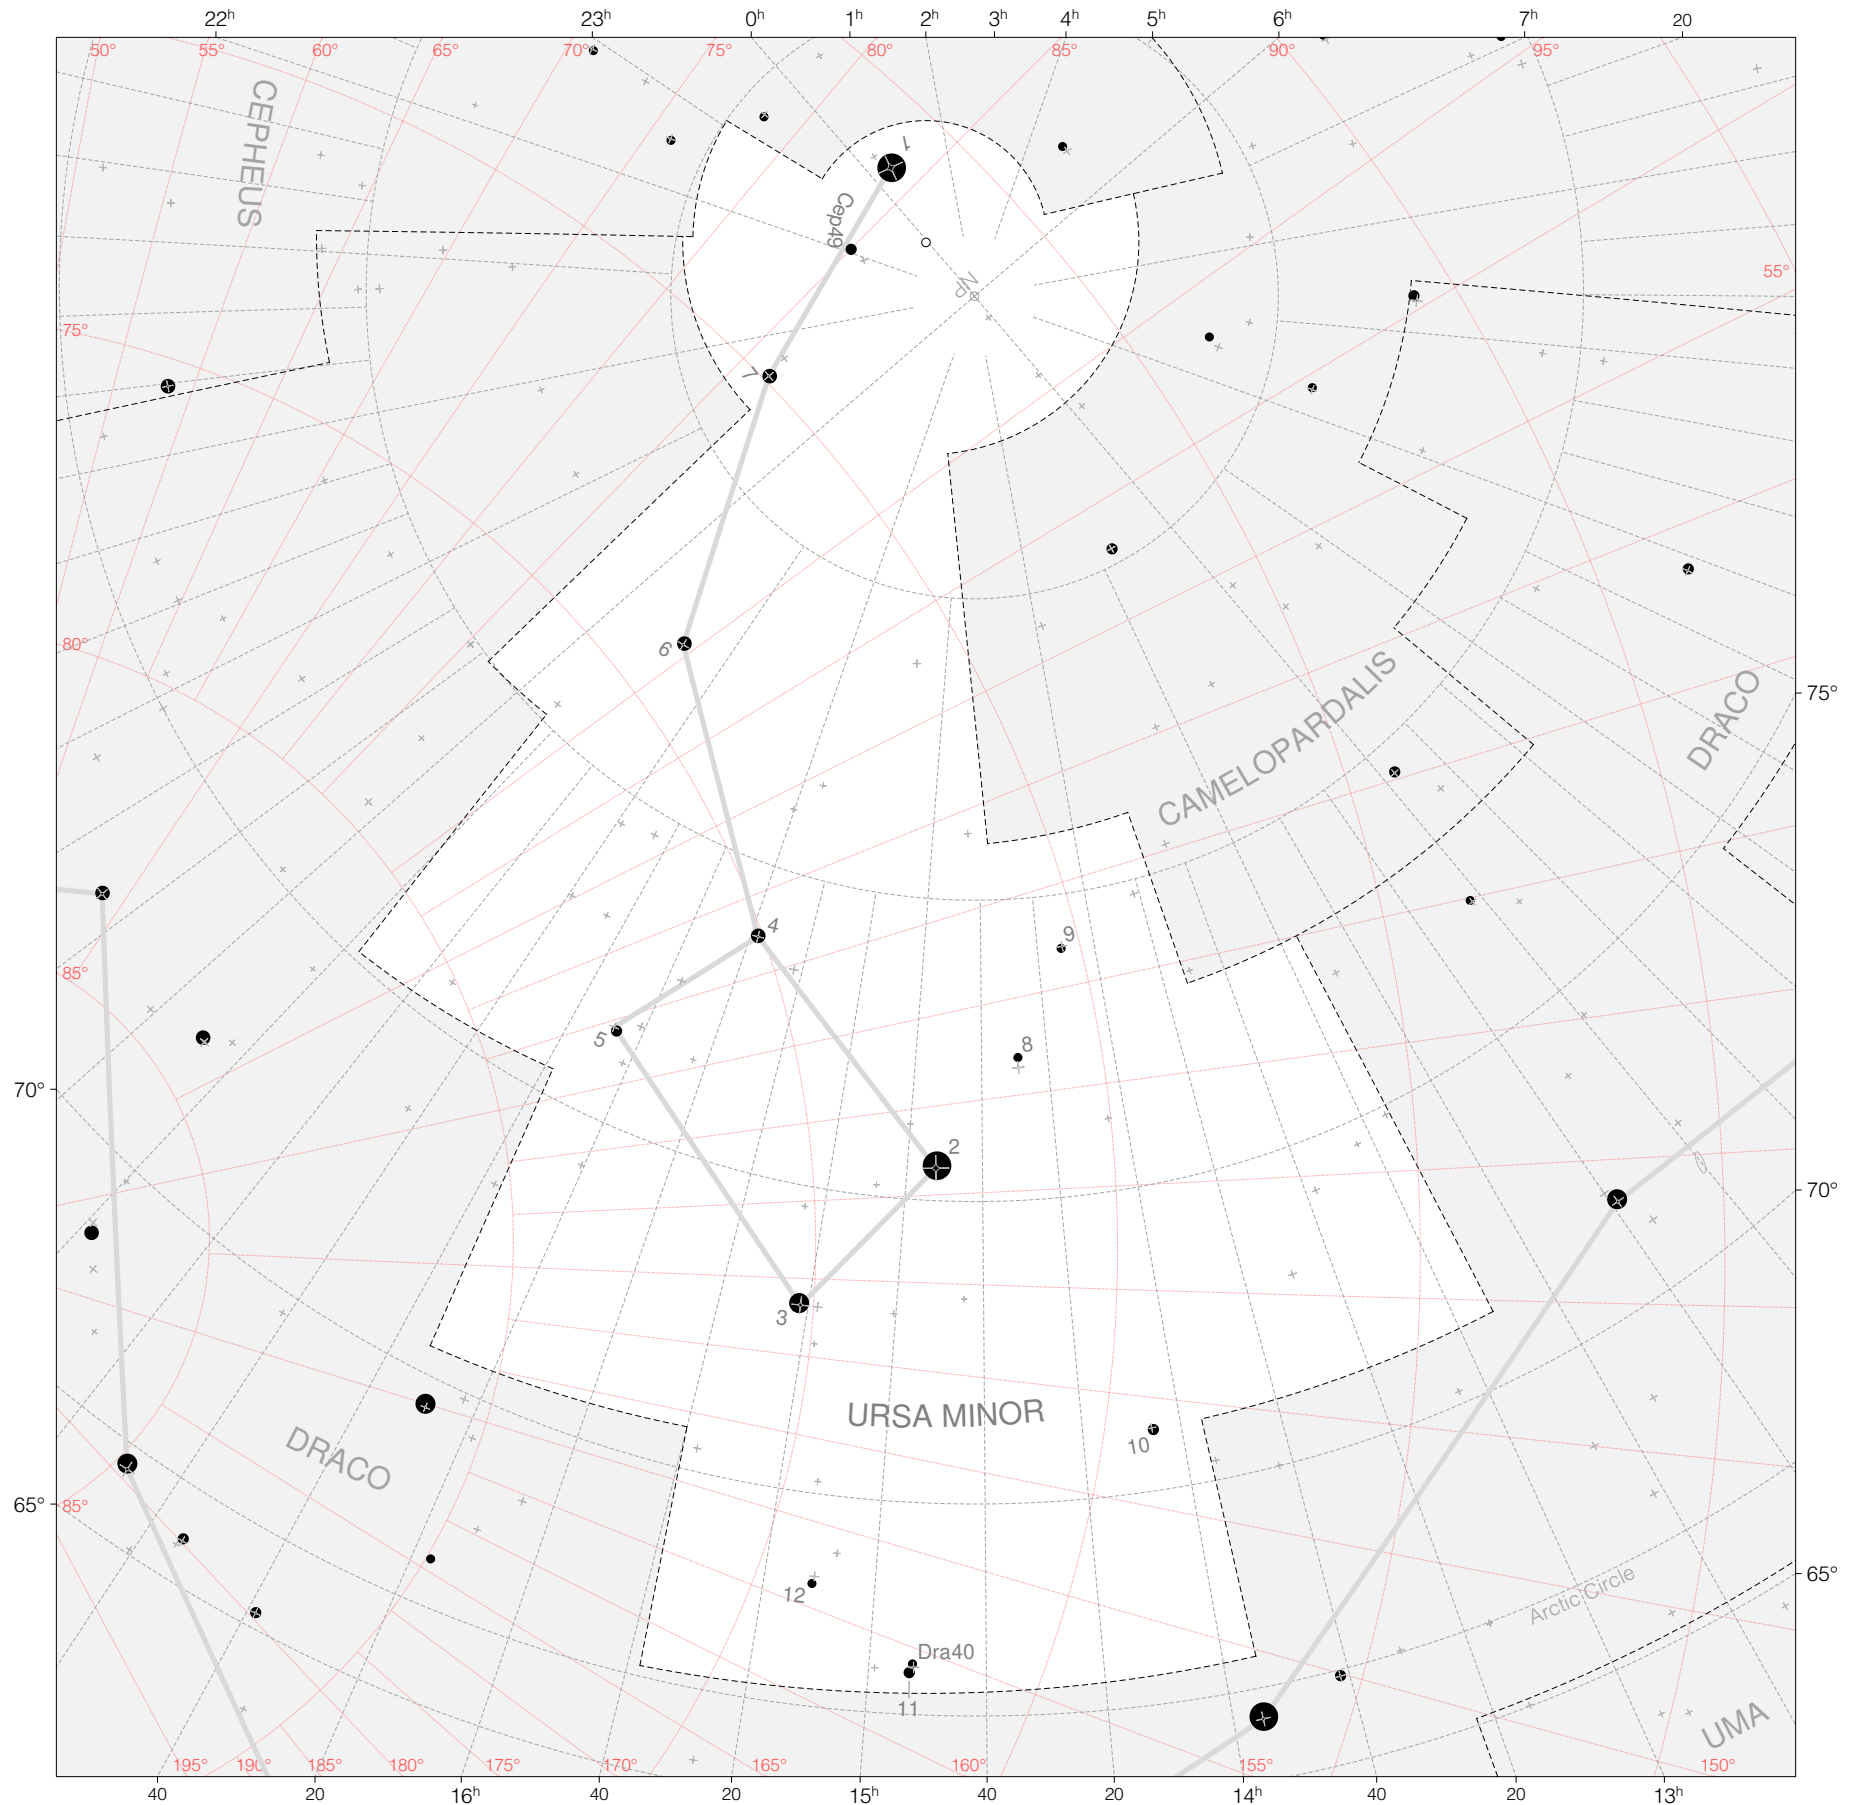 22h 23h 0h 1h 2h 3h 4h 5h 6h 7h 20
50° 55° 60° 65° 70° 75° 80° 85° 90° 95°
CEPHEUS
1
Cep49
NP
55°
75°
7
80°
6
CAMELOPARDALIS
DRACO
75°
4
9
85°
5
8
70°
2
70°
3
URSA MINOR
DRACO
10
65° 85°
12
Arctic Circle
65°
Dra40
11
UMA
195° 190° 185° 180° 175° 170° 165° 160° 155° 150°
40 20 16h 40 20 15h 40 20 14h 40 20 13h